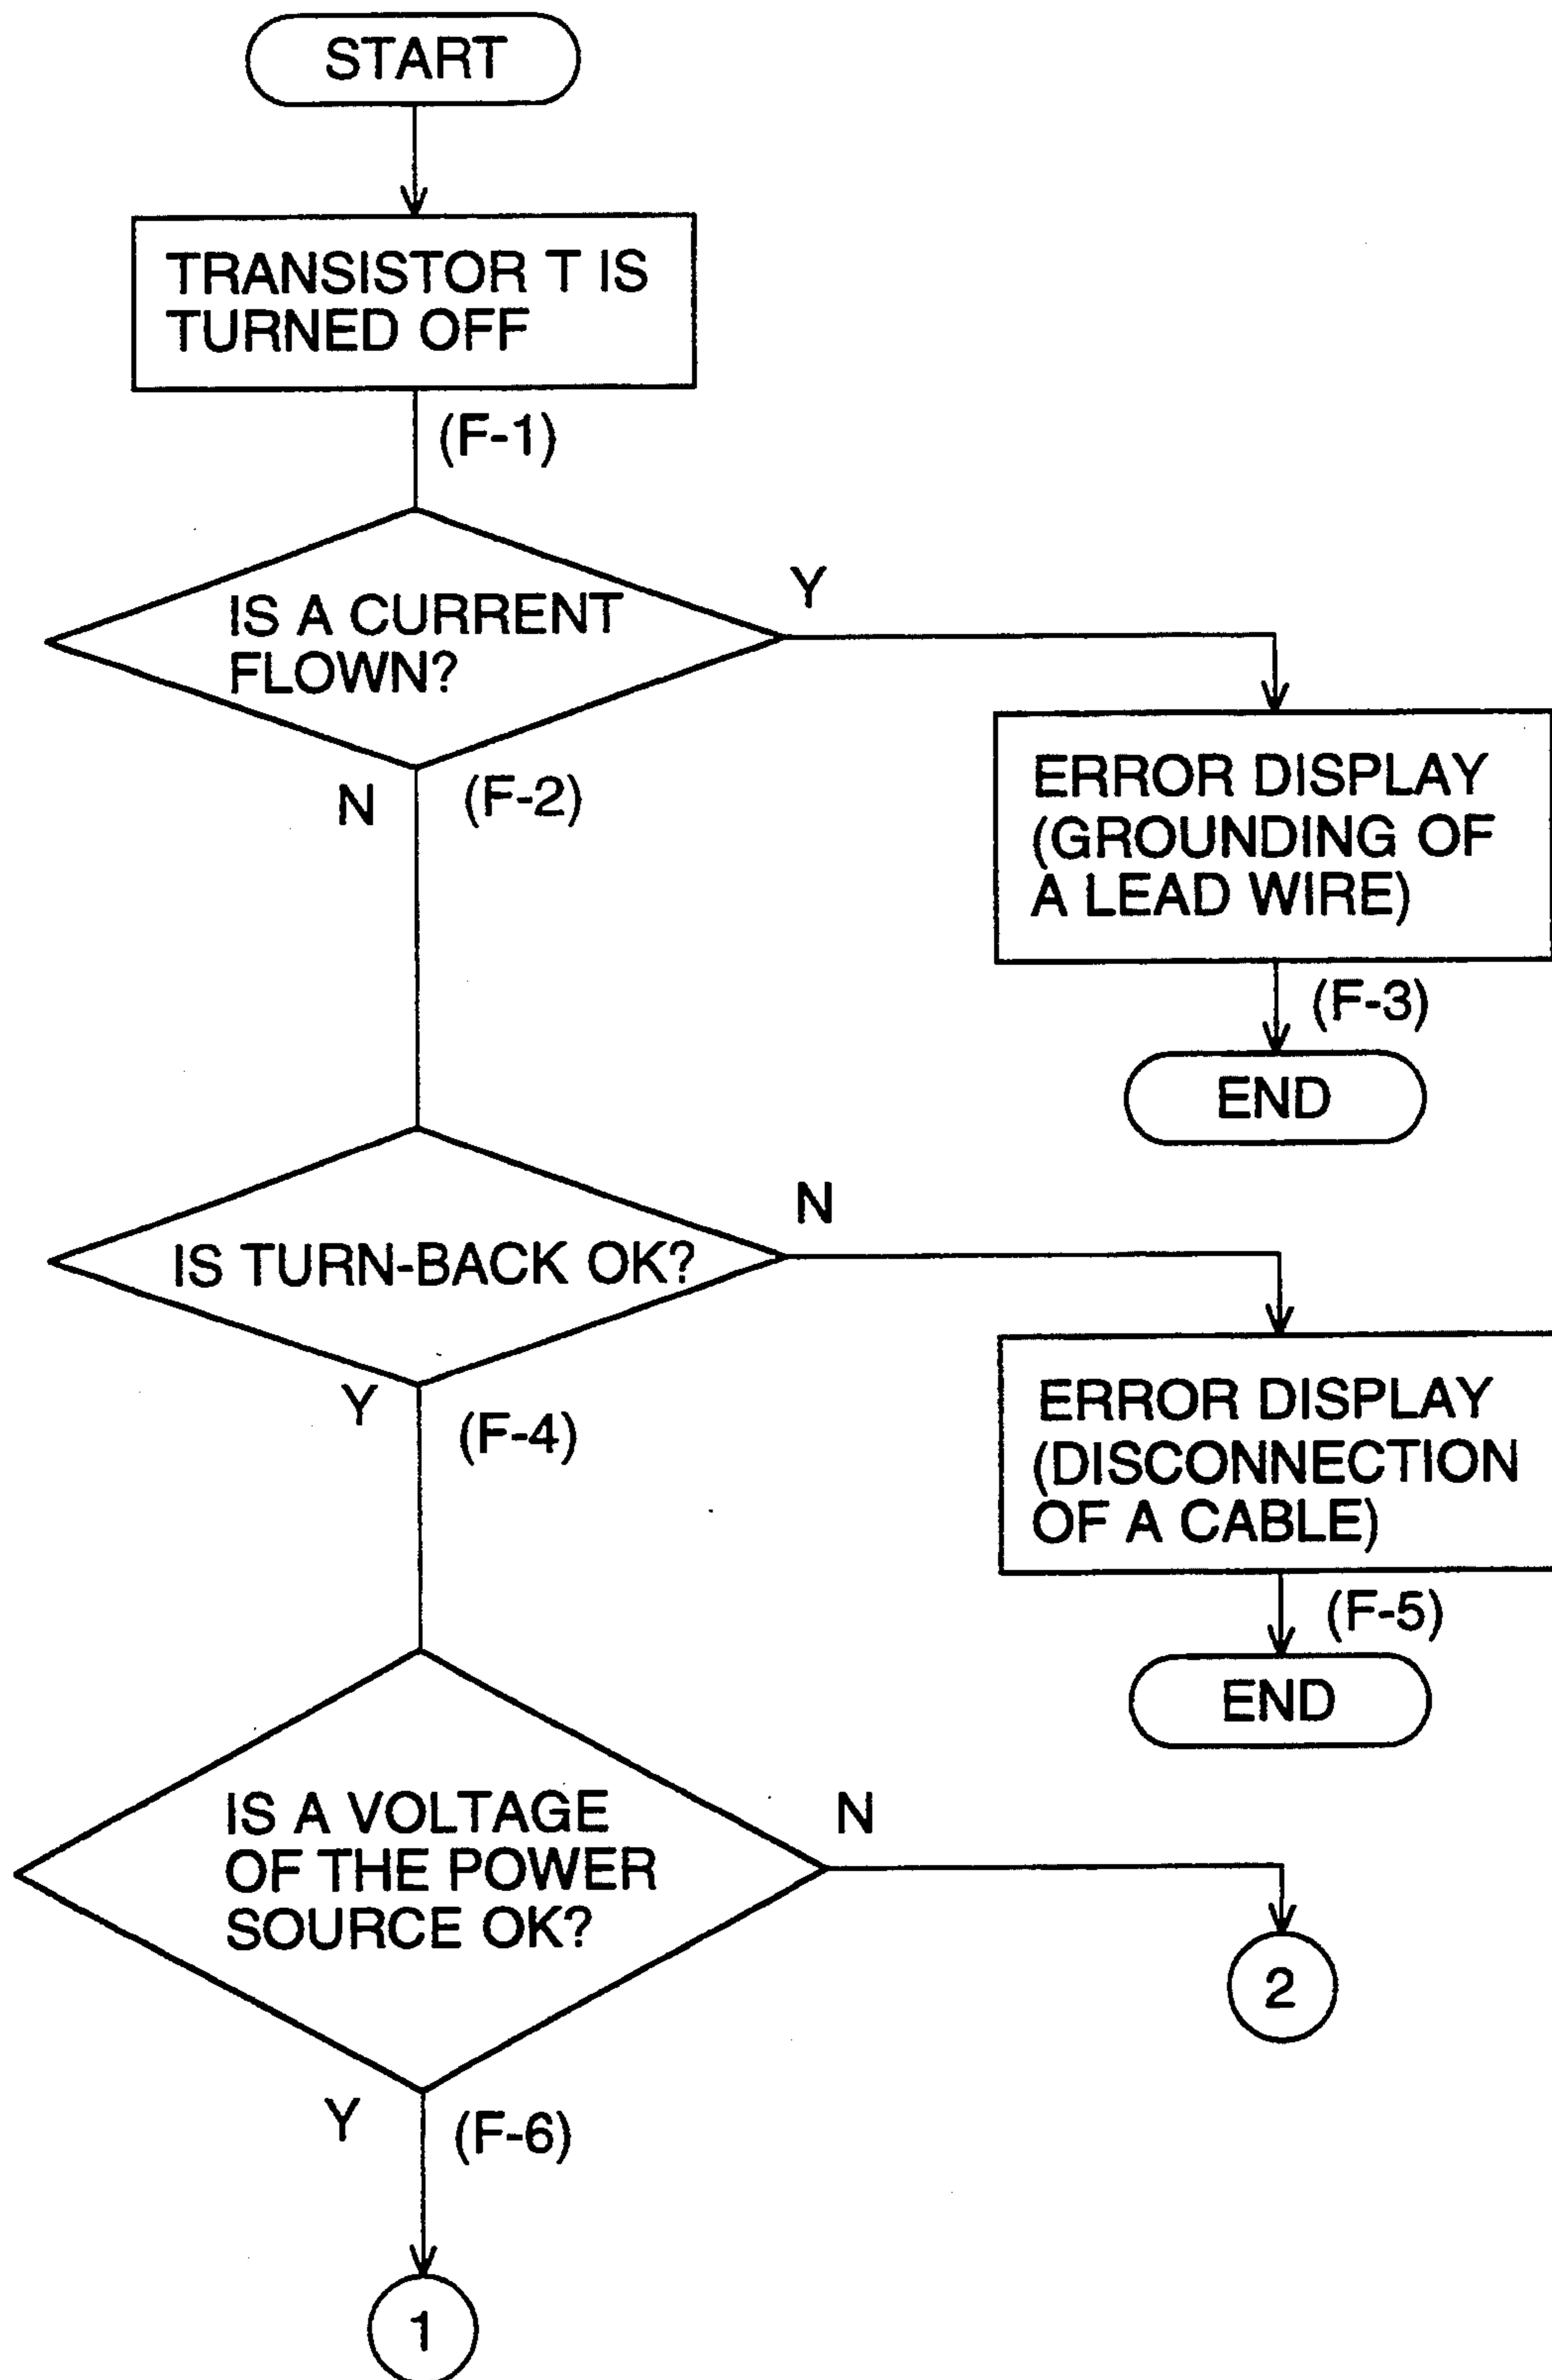 START
TRANSISTOR T IS
TURNED OFF
(F-1)
IS A CURRENT
FLOWN?
Y
N
(F-2)
ERROR DISPLAY
(GROUNDING OF
A LEAD WIRE)
(F-3)
END
IS TURN-BACK OK?
N
Y
(F-4)
ERROR DISPLAY
(DISCONNECTION
OF A CABLE)
(F-5)
END
IS A VOLTAGE
OF THE POWER
SOURCE OK?
N
2
Y
(F-6)
1